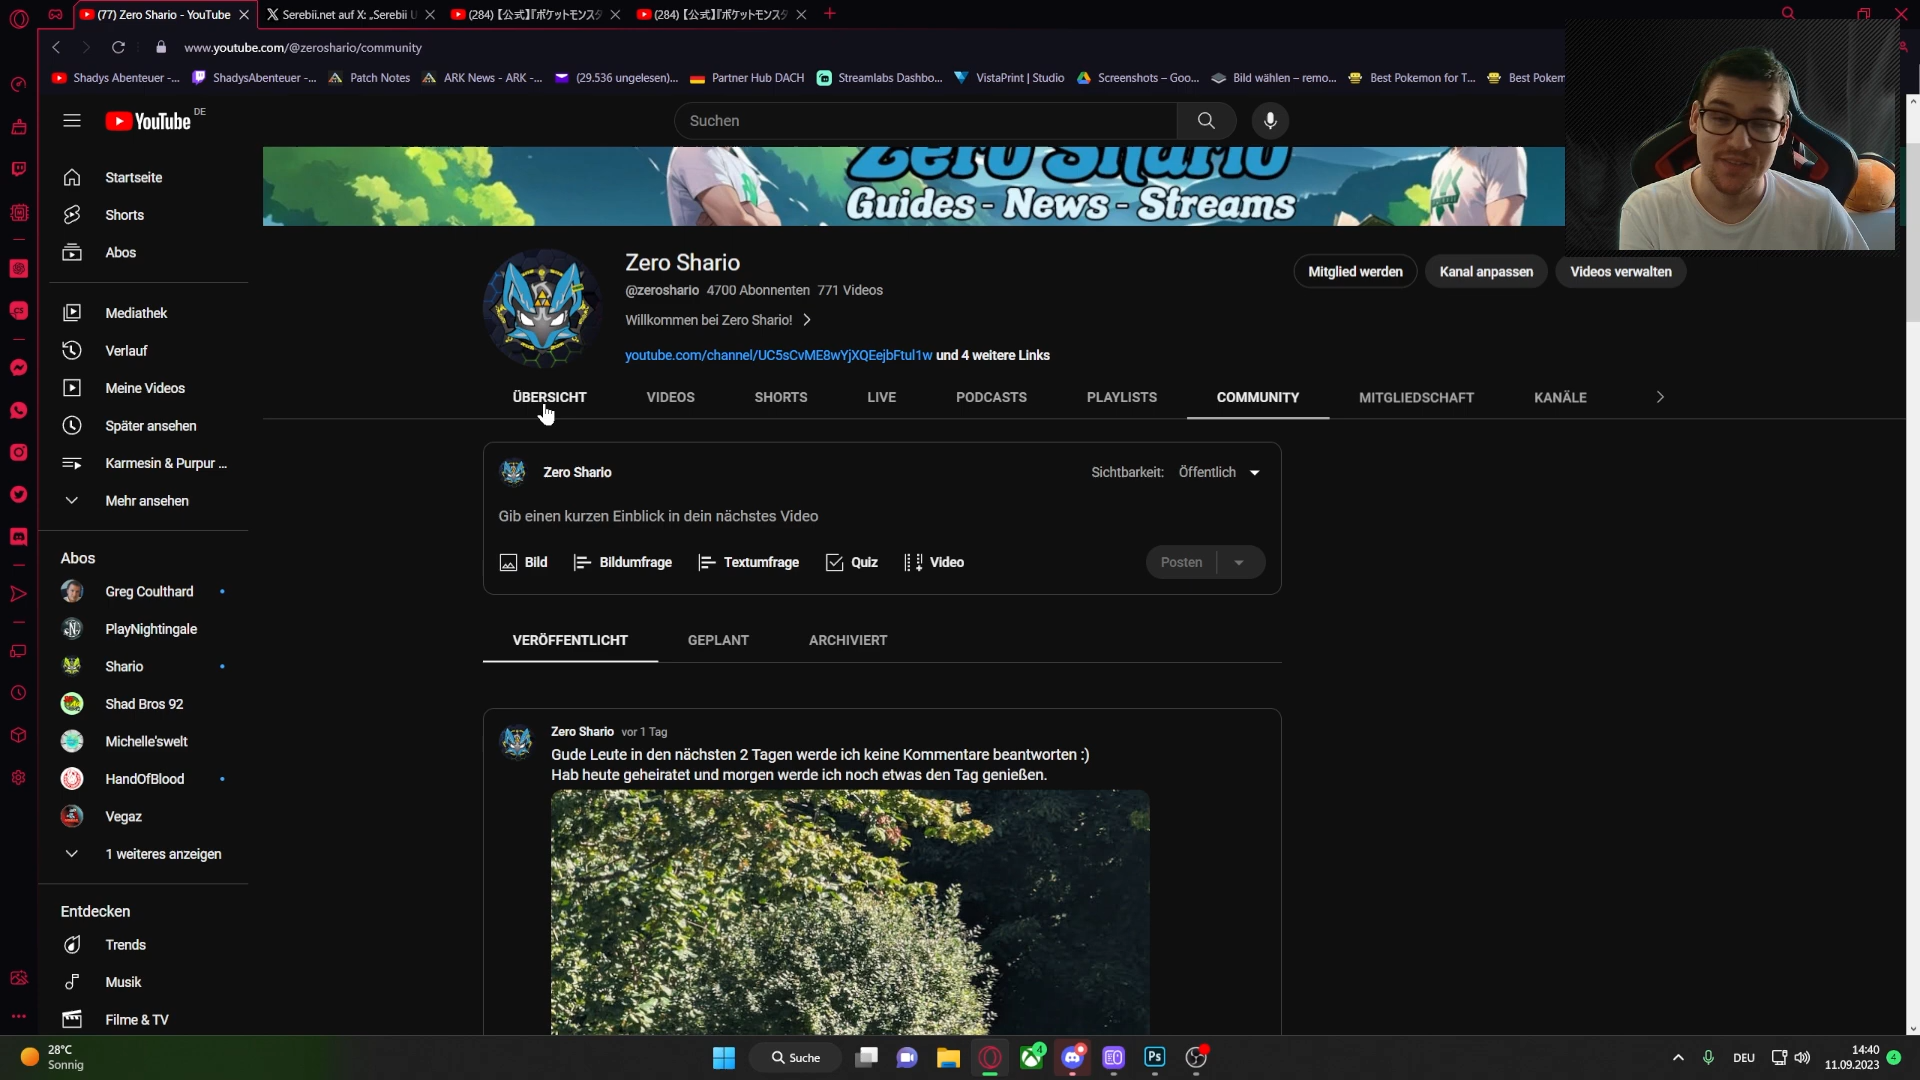 (77) Zero Shario - YouTube
Serebii.net auf X: „Serebii U
(284) 【公式】『ポケットモンスタ
(284) 【公式】『ポケットモンスタ
www.youtube.com/@zeroshario/community
Shadys Abenteuer -...
ShadysAbenteuer -...
Patch Notes
ARK News - ARK -...
(29.536 ungelesen)...
Partner Hub DACH
Streamlabs Dashbo...
VistaPrint | Studio
Screenshots – Goo...
Bild wählen – remo...
Best Pokemon for T...
Best Pokem
YouTube DE
Suchen
Zero Shario
Guides - News - Streams
Startseite
Shorts
Abos
Mediathek
Verlauf
Meine Videos
Später ansehen
Karmesin & Purpur ...
Mehr ansehen
Abos
Greg Coulthard
PlayNightingale
Shario
Shad Bros 92
Michelle'swelt
HandOfBlood
Vegaz
1 weiteres anzeigen
Entdecken
Trends
Musik
Filme & TV
Zero Shario
@zeroshario 4700 Abonnenten 771 Videos
Willkommen bei Zero Shario!
youtube.com/channel/UC5sCvME8wYjXQEejbFtul1w und 4 weitere Links
Mitglied werden
Kanal anpassen
Videos verwalten
ÜBERSICHT
VIDEOS
SHORTS
LIVE
PODCASTS
PLAYLISTS
COMMUNITY
MITGLIEDSCHAFT
KANÄLE
Zero Shario
Sichtbarkeit: Öffentlich
Gib einen kurzen Einblick in dein nächstes Video
Bild
Bildumfrage
Textumfrage
Quiz
Video
Posten
VERÖFFENTLICHT
GEPLANT
ARCHIVIERT
Zero Shario vor 1 Tag
Gude Leute in den nächsten 2 Tagen werde ich keine Kommentare beantworten :)
Hab heute geheiratet und morgen werde ich noch etwas den Tag genießen.
28°C
Sonnig
Suche
4
Ps
DEU
14:40
11.09.2023
4